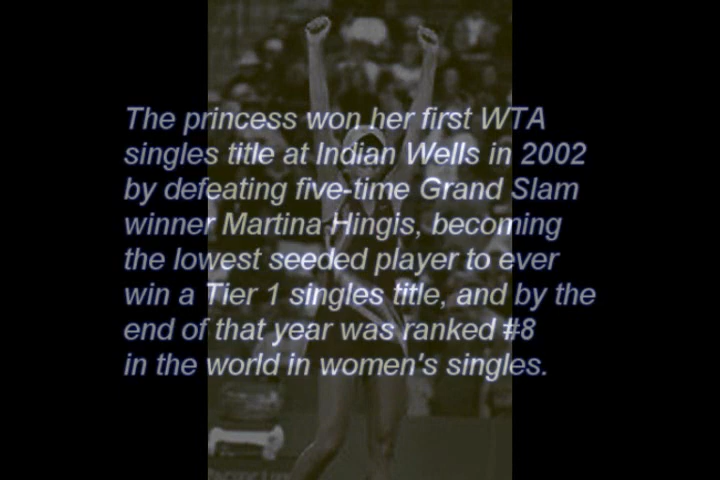 The princess won her first WTA
singles title at Indian Wells in 2002
by defeating five-time Grand Slam
winner Martina Hingis, becoming
the lowest seeded player to ever
win a Tier 1 singles title, and by the
end of that year was ranked #8
in the world in women's singles.